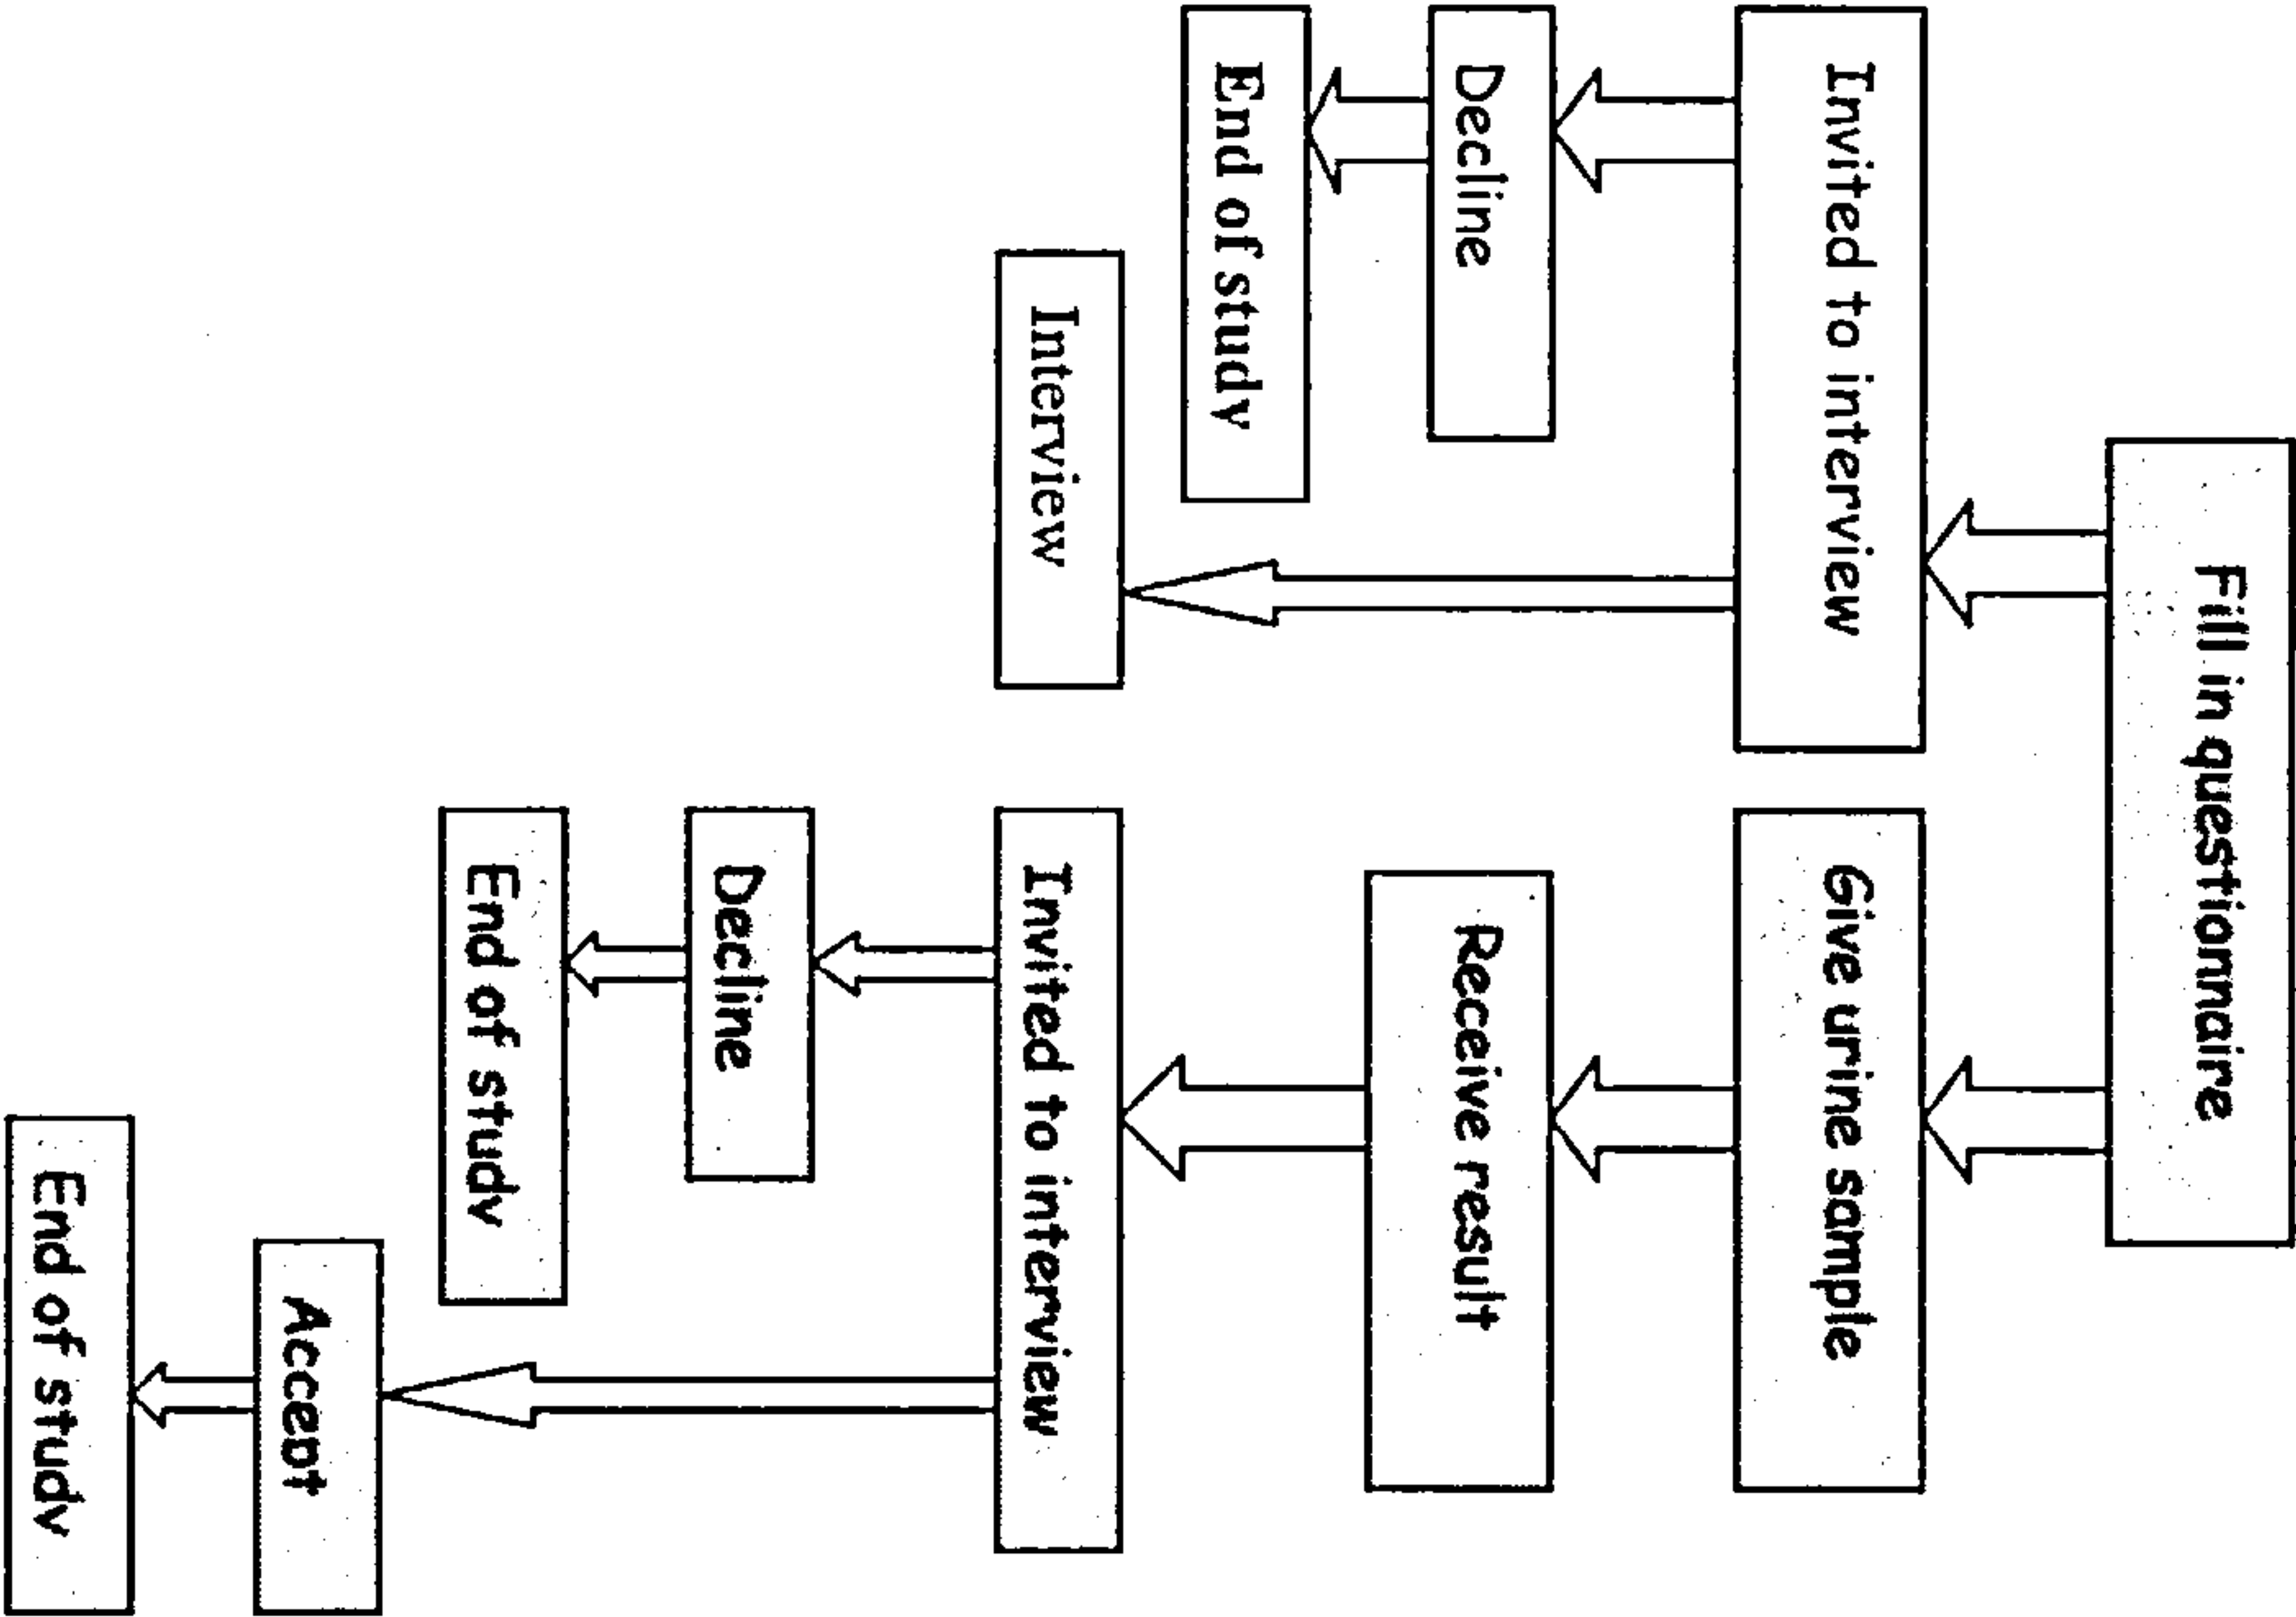 Fill in questionnaire
Invited to interview
Give urine sample
Decline
Receive result
End of study
Interview
Invited to interview
Decline
End of study
Accept
End of study